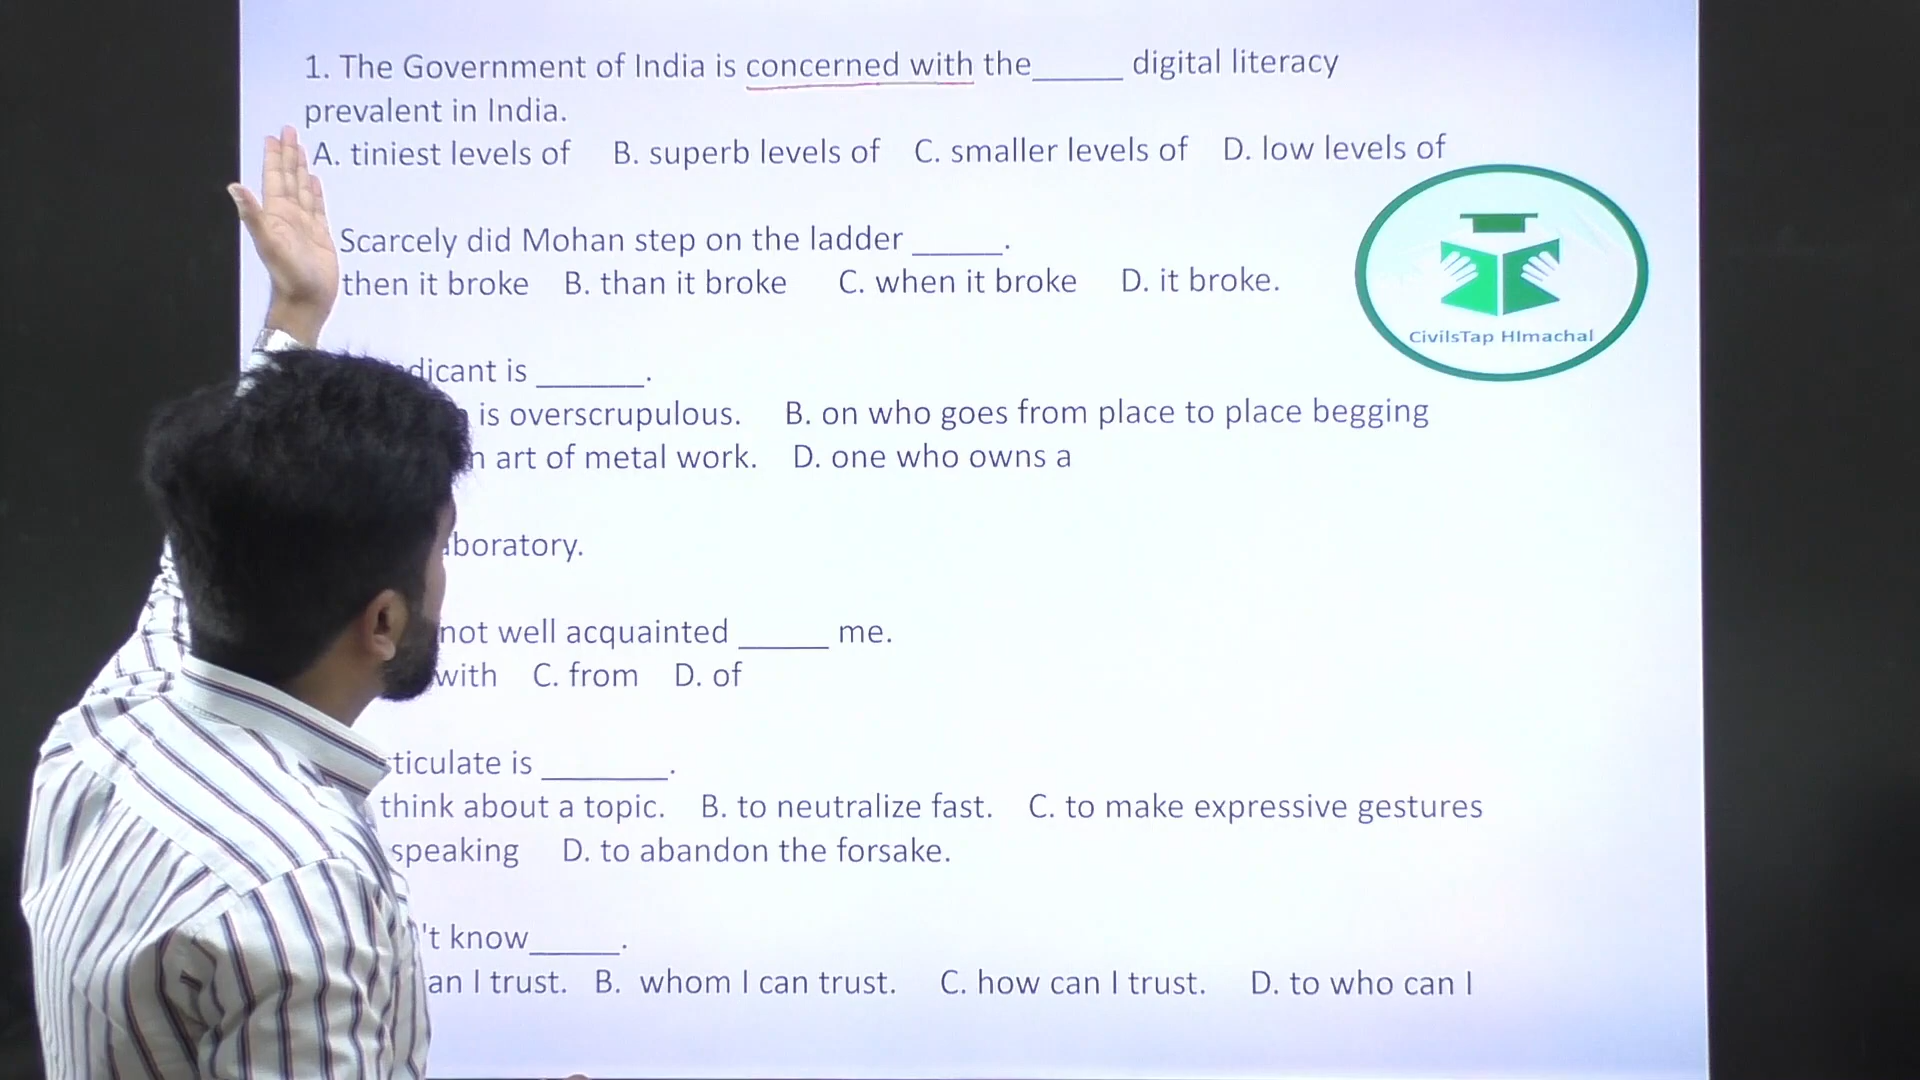 1. The Government of India is concerned with the_____ digital literacy
prevalent in India.
A. tiniest levels of B. superb levels of C. smaller levels of D. low levels of
Scarcely did Mohan step on the ladder _____.
then it broke B. than it broke C. when it broke D. it broke.
CivilsTap HImachal
is ______.
is overscrupulous. B. on who goes from place to place begging
art of metal work. D. one who owns a
not well acquainted _____ me.
with C. from D. of
is _______.
think about a topic. B. to neutralize fast. C. to make expressive gestures
speaking D. to abandon the forsake.
't know_____.
I trust. B. whom I can trust. C. how can I trust. D. to who can I